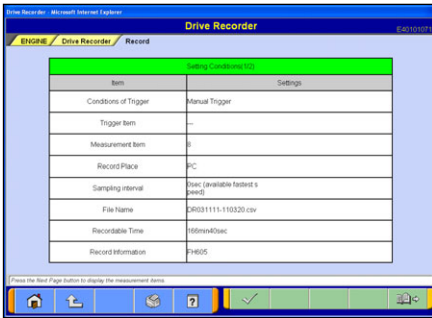 Drive Recorder - Microsoft Internet Explorer
Drive Recorder
E40101071
ENGINE Drive Recorder Record
Setting Conditions(1/2)
Item Settings
Conditions of Trigger Manual Trigger
Trigger Item ---
Measurement Item 8
Record Place PC
Sampling interval 0sec (available fastest s
peed)
File Name DR031111-110320.csv
Recordable Time 166min40sec
Record Information FH605
Press the Next Page button to display the measurement items
?